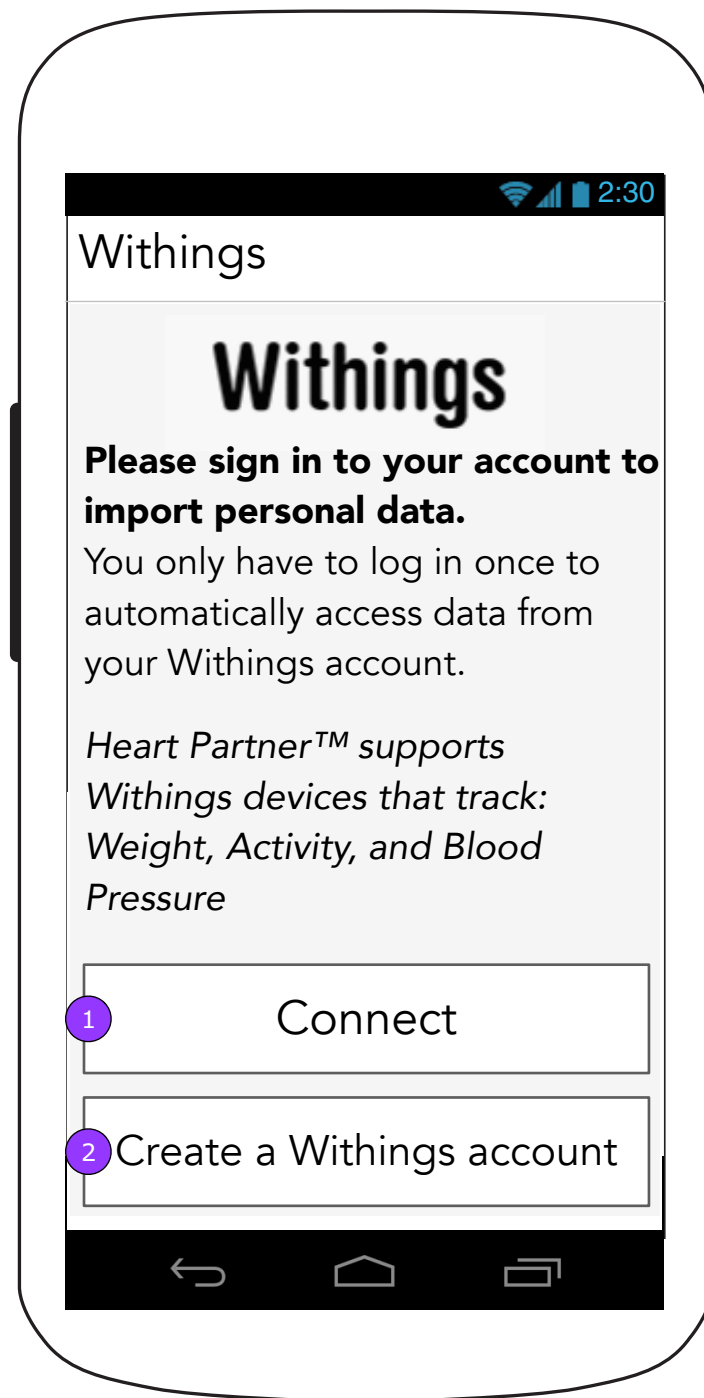 2:30
Withings
Withings
Please sign in to your account to
import personal data.
You only have to log in once to
automatically access data from
your Withings account.
Heart Partner™ supports
Withings devices that track:
Weight, Activity, and Blood
Pressure
1 Connect
2 Create a Withings account